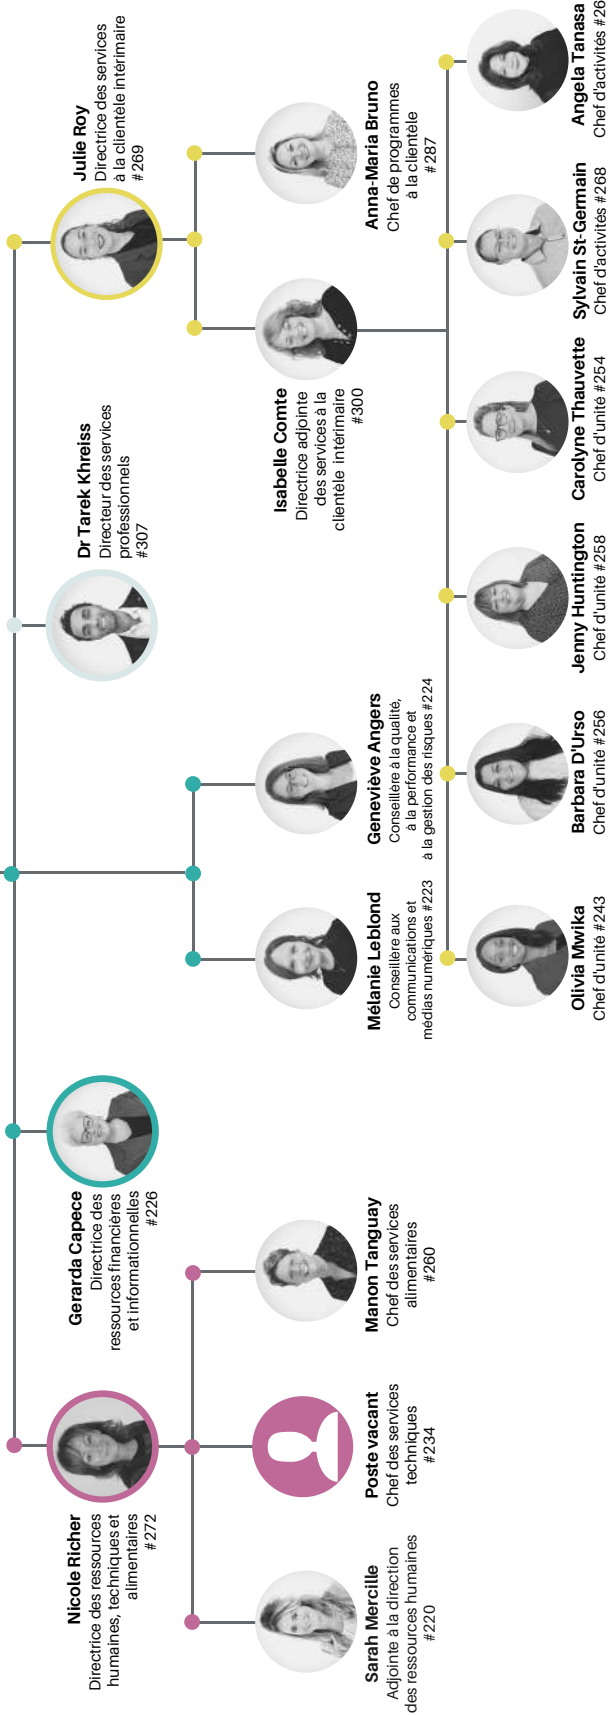 Nicole Richer
Directrice des ressources
humaines, techniques et
alimentaires
#272
Gerarda Capece
Directrice des
ressources financières
et informationnelles
#226
Dr Tarek Khreiss
Directeur des services
professionnels
#307
Julie Roy
Directrice des services
à la clientèle intérimaire
#269
Sarah Mercille
Adjointe à la direction
des ressources humaines
#220
Poste vacant
Chef des services
techniques
#234
Manon Tanguay
Chef des services
alimentaires
#260
Mélanie Leblond
Conseillère aux
communications et
médias numériques #223
Geneviève Angers
Conseillère à la qualité,
à la performance et
à la gestion des risques #224
Isabelle Comte
Directrice adjointe
des services à la
clientèle intérimaire
#300
Anna-Maria Bruno
Chef de programmes
à la clientèle
#287
Olivia Mwika
Chef d'unité #243
Barbara D'Urso
Chef d'unité #256
Jenny Huntington
Chef d'unité #258
Carolyne Thauvette
Chef d'unité #254
Sylvain St-Germain
Chef d'activités #268
Angela Tanasa
Chef d'activités #26